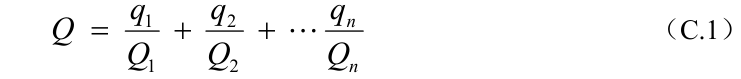 Q = q₁/Q₁ + q₂/Q₂ + ⋯ qₙ/Qₙ （C.1）